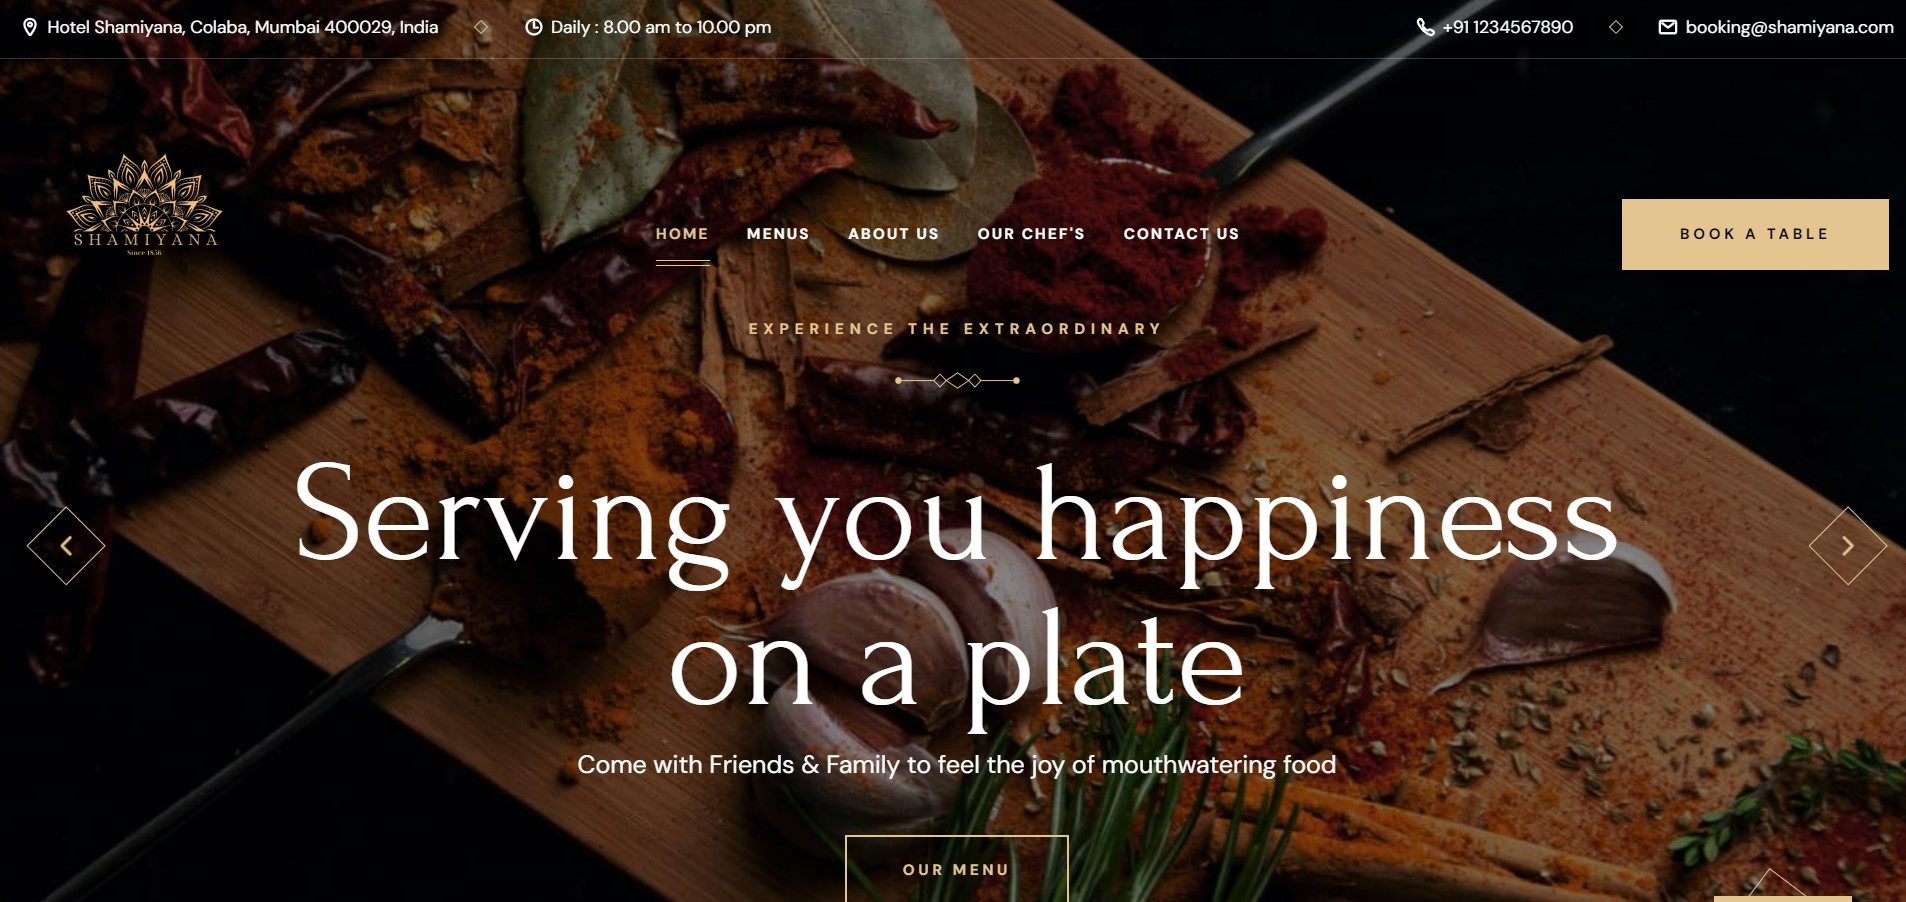 Hotel Shamiyana, Colaba, Mumbai 400029, India
Daily : 8.00 am to 10.00 pm
+91 1234567890
booking@shamiyana.com
SHAMIYANA
Since 1856
HOME
MENUS
ABOUT US
OUR CHEF'S
CONTACT US
BOOK A TABLE
EXPERIENCE THE EXTRAORDINARY
Serving you happiness
on a plate
Come with Friends & Family to feel the joy of mouthwatering food
OUR MENU